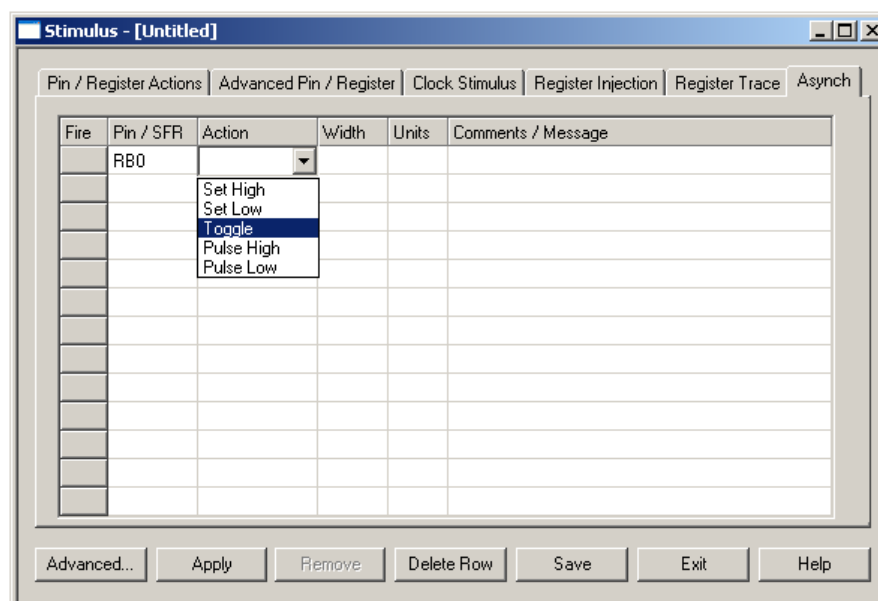 Stimulus - [Untitled]
Pin / Register Actions Advanced Pin / Register Clock Stimulus Register Injection Register Trace Asynch
Fire Pin / SFR Action Width Units Comments / Message
RB0
Set High
Set Low
Toggle
Pulse High
Pulse Low
Advanced... Apply Remove Delete Row Save Exit Help